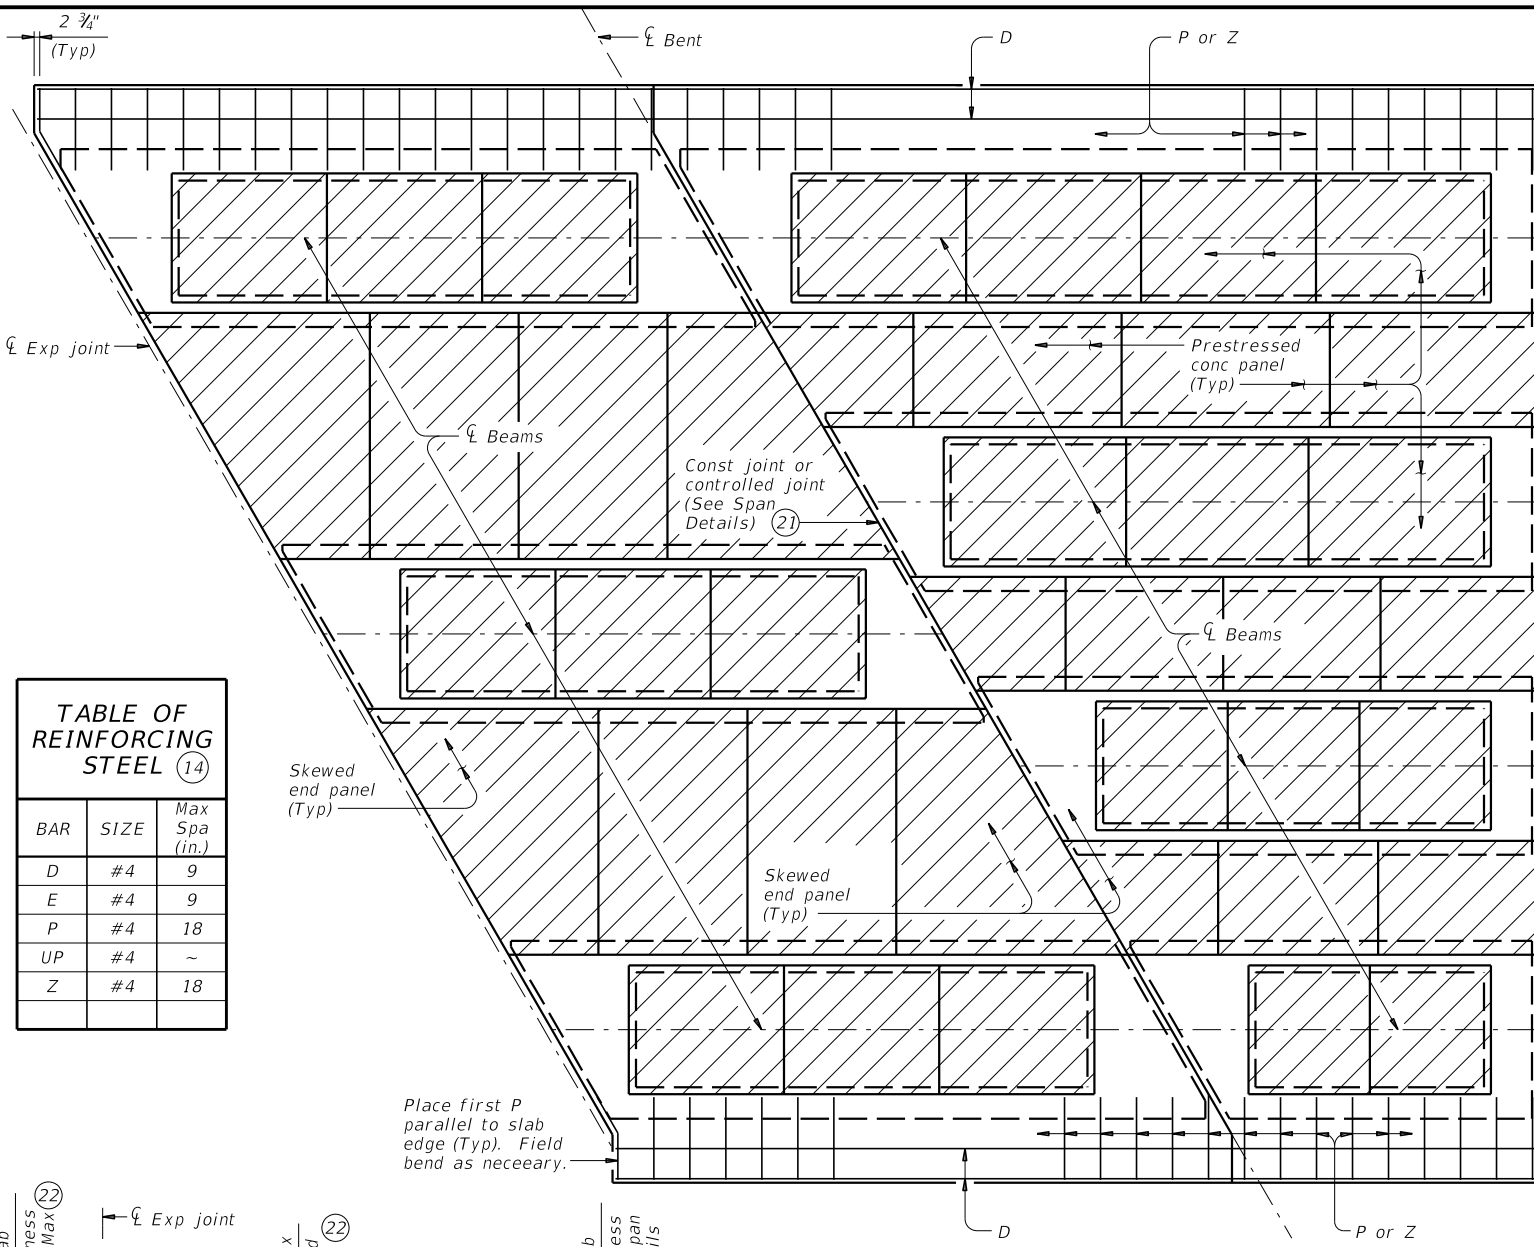 2 ¾"
(Typ)
℄ Bent
D
P or Z
℄ Exp joint
Prestressed
conc panel
(Typ)
℄ Beams
Const joint or
controlled joint
(See Span
Details) 21
℄ Beams
TABLE OF
REINFORCING
STEEL 14
BAR SIZE Max Spa (in.)
D #4 9
E #4 9
P #4 18
UP #4 ~
Z #4 18
Skewed
end panel
(Typ)
Skewed
end panel
(Typ)
Place first P
parallel to slab
edge (Typ). Field
bend as neceeary.
22
Max
℄ Exp joint
22
D
P or Z